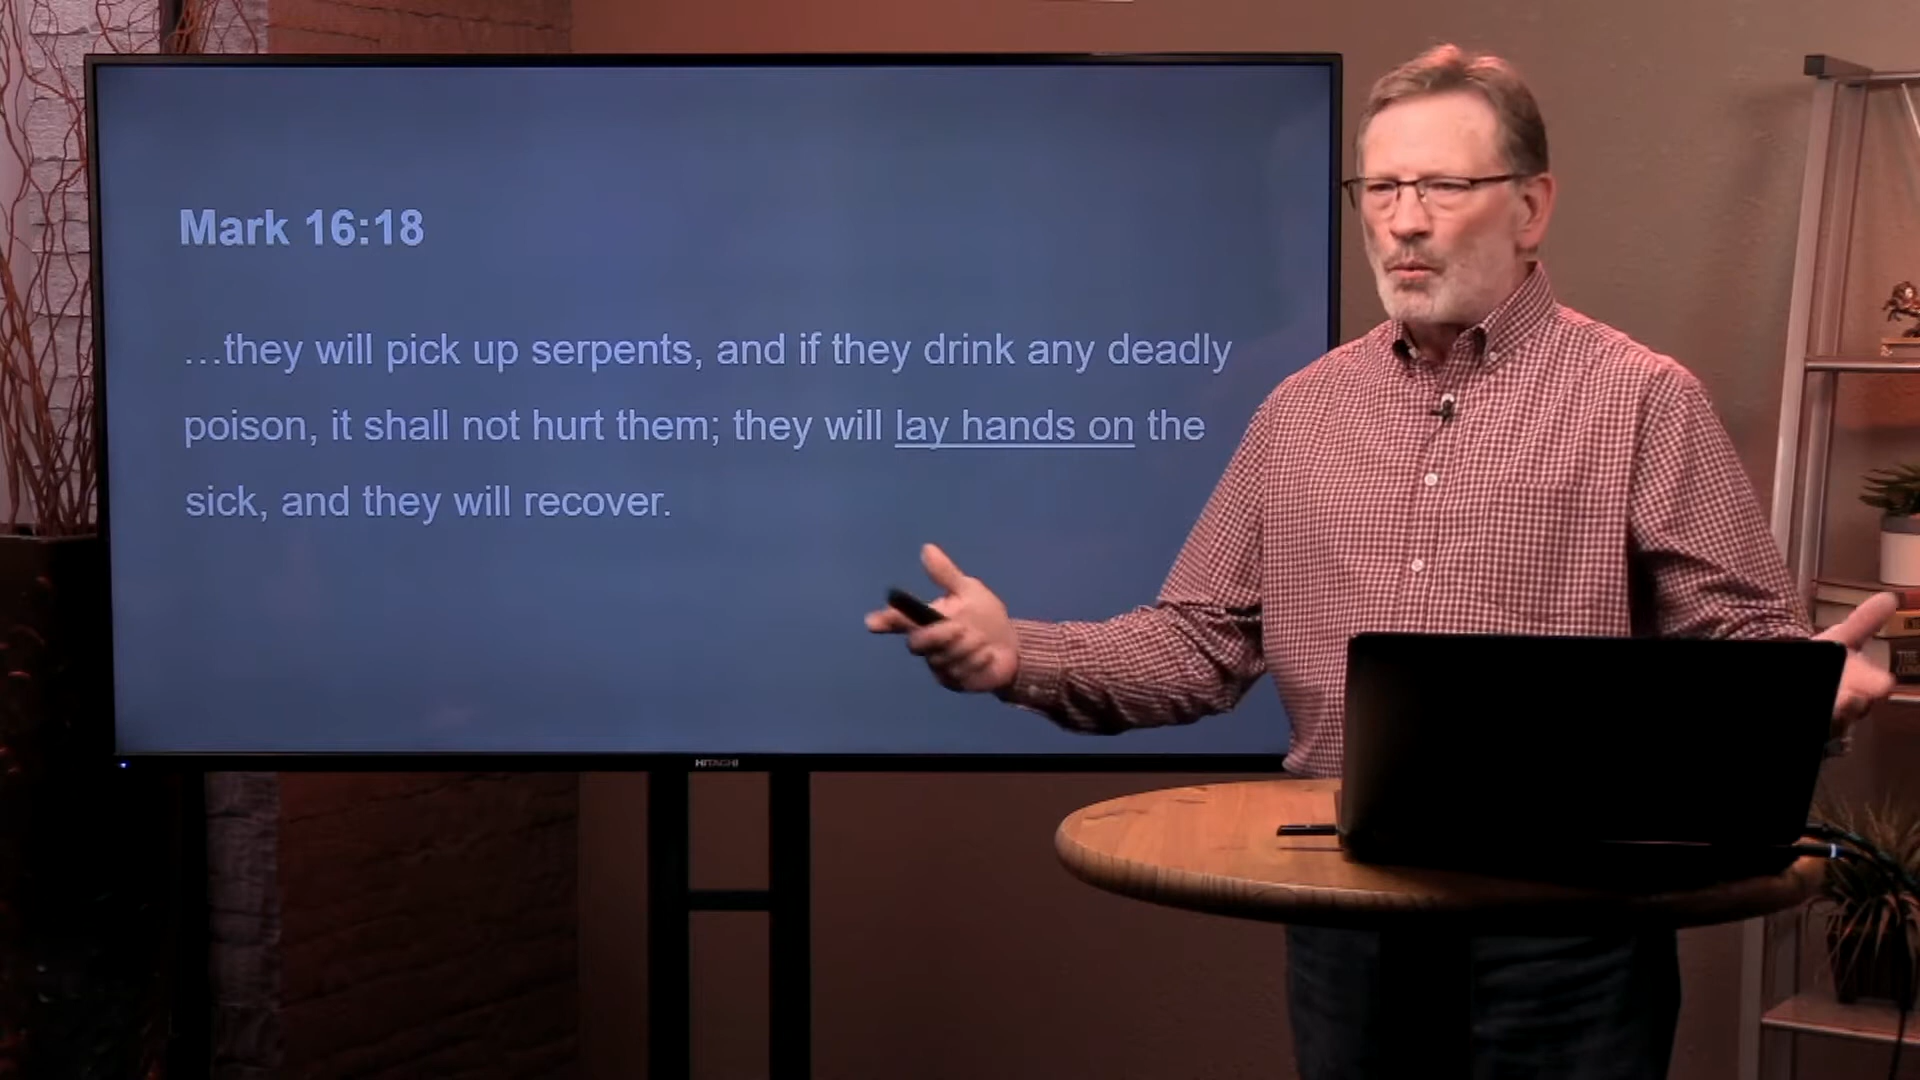 Mark 16:18
…they will pick up serpents, and if they drink any deadly
poison, it shall not hurt them; they will lay hands on the
sick, and they will recover.
HITACHI
THE